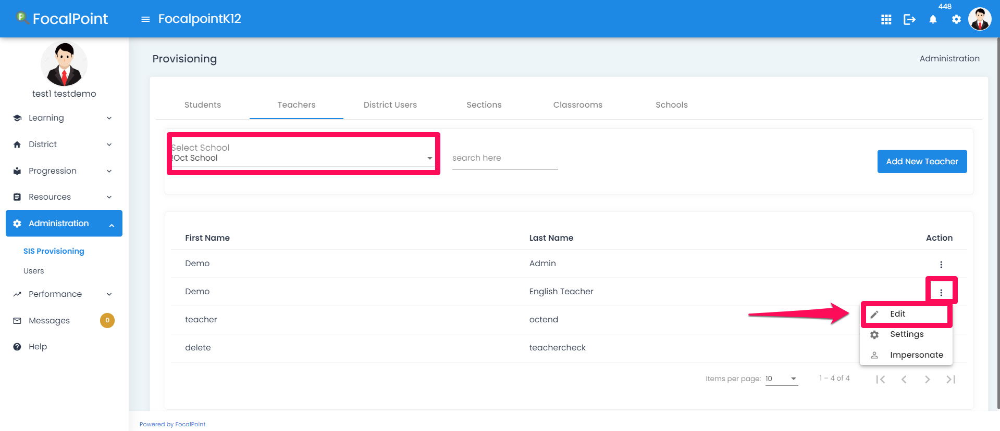 FocalPoint
FocalpointK12
448
test1 testdemo
Learning
District
Progression
Resources
Administration
SIS Provisioning
Users
Performance
Messages
0
Help
Provisioning
Administration
Students
Teachers
District Users
Sections
Classrooms
Schools
Select School
!Oct School
search here
Add New Teacher
First Name Last Name Action
Demo Admin
Demo English Teacher
teacher octend
delete teachercheck
Edit
Settings
Impersonate
Items per page: 10 1 – 4 of 4
Powered by FocalPoint